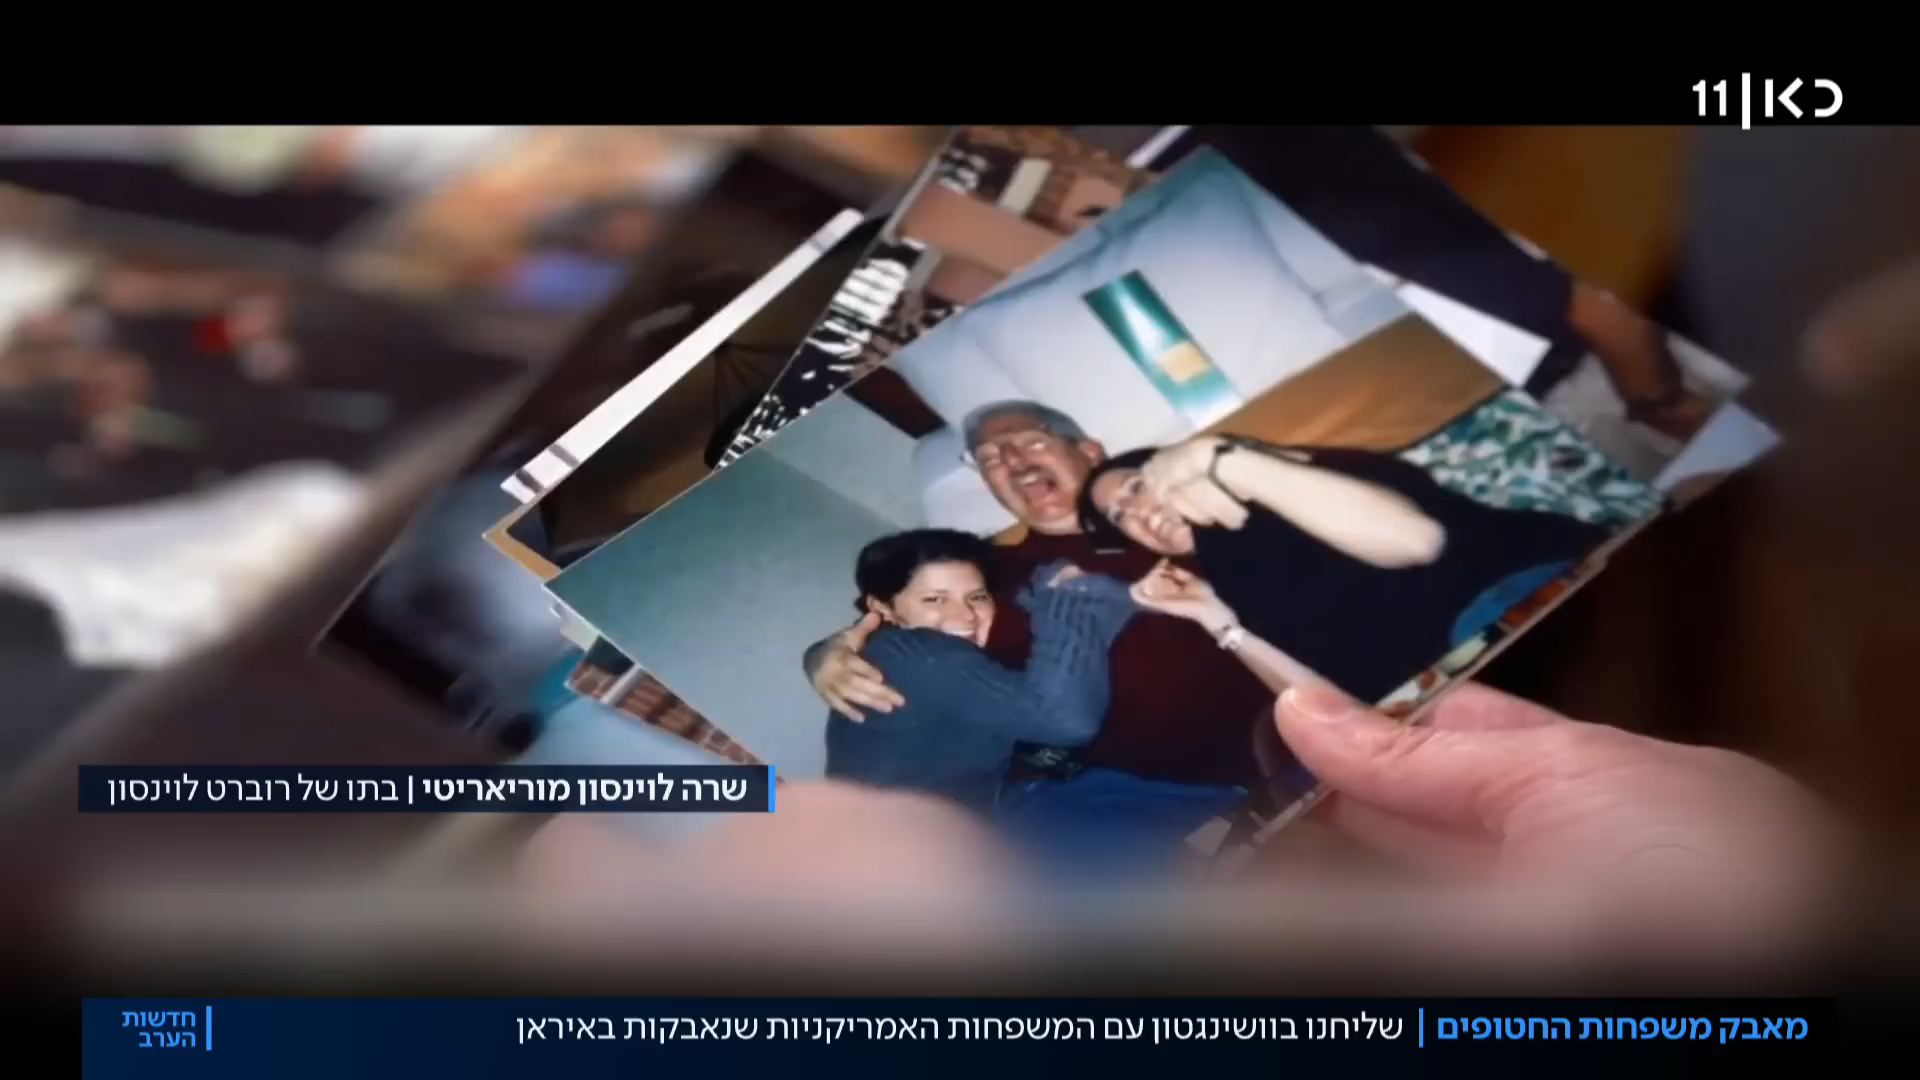 כאן|11
שרה לוינסון מוריאריטי | בתו של רוברט לוינסון
מאבק משפחות החטופים | שליחנו בוושינגטון עם המשפחות האמריקניות שנאבקות באיראן
חדשות
הערב